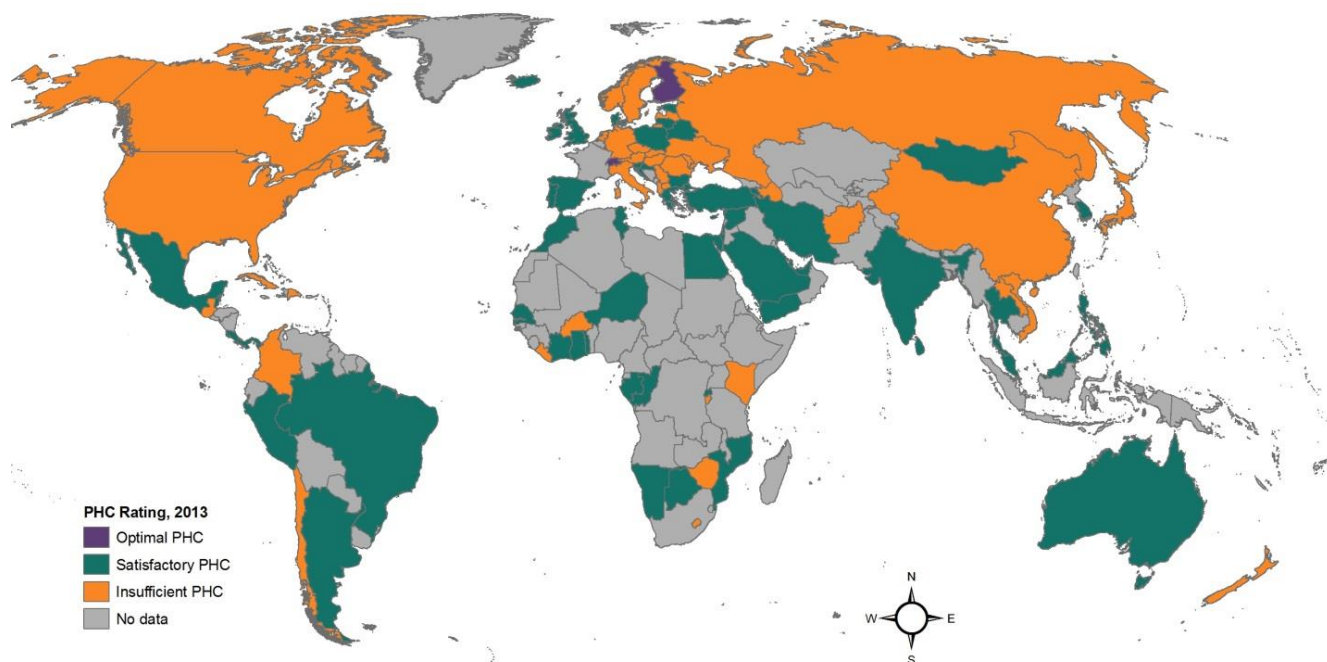 PHC Rating, 2013
Optimal PHC
Satisfactory PHC
Insufficient PHC
No data
N
W E
S